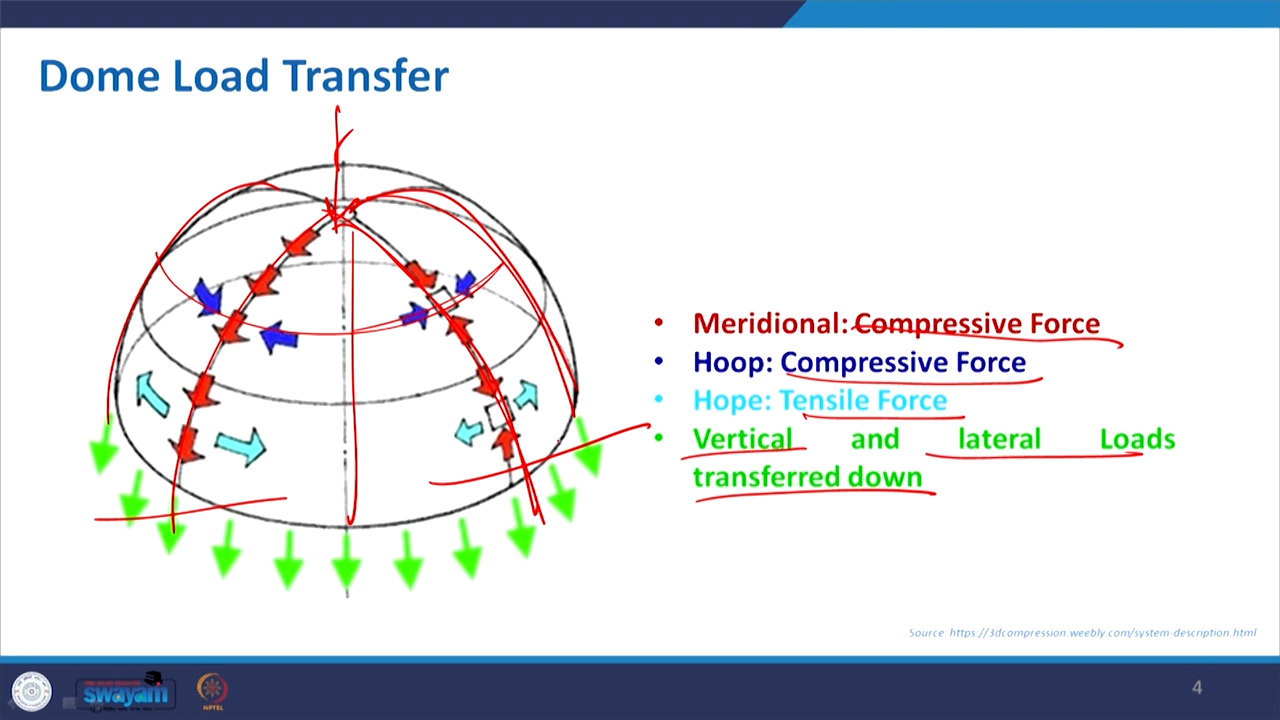 Dome Load Transfer
• Meridional: Compressive Force
• Hoop: Compressive Force
• Hope: Tensile Force
• Vertical and lateral Loads
transferred down
Source: https://3dcompression.weebly.com/system-description.html
swayam
NPTEL
4